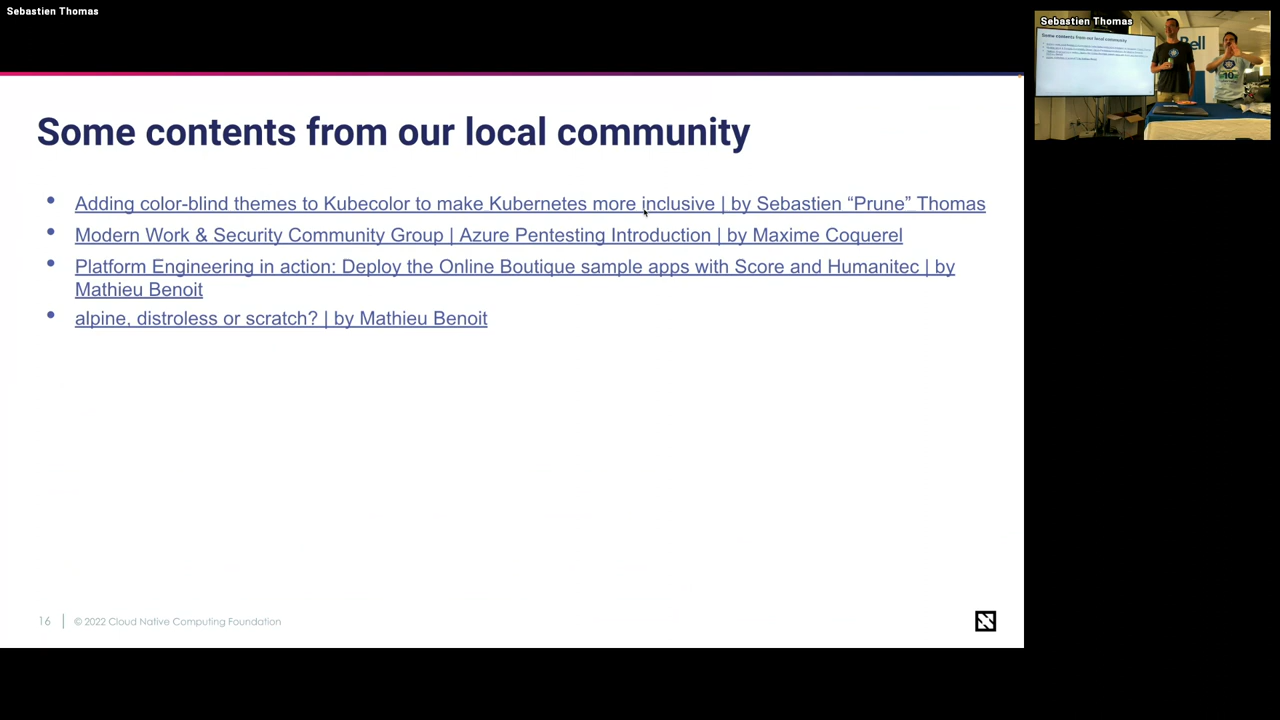 Sebastien Thomas
Sebastien Thomas
Some contents from our local community
Bell
10
Some contents from our local community
• Adding color-blind themes to Kubecolor to make Kubernetes more inclusive | by Sebastien “Prune” Thomas
• Modern Work & Security Community Group | Azure Pentesting Introduction | by Maxime Coquerel
• Platform Engineering in action: Deploy the Online Boutique sample apps with Score and Humanitec | by
Mathieu Benoit
• alpine, distroless or scratch? | by Mathieu Benoit
16 | © 2022 Cloud Native Computing Foundation